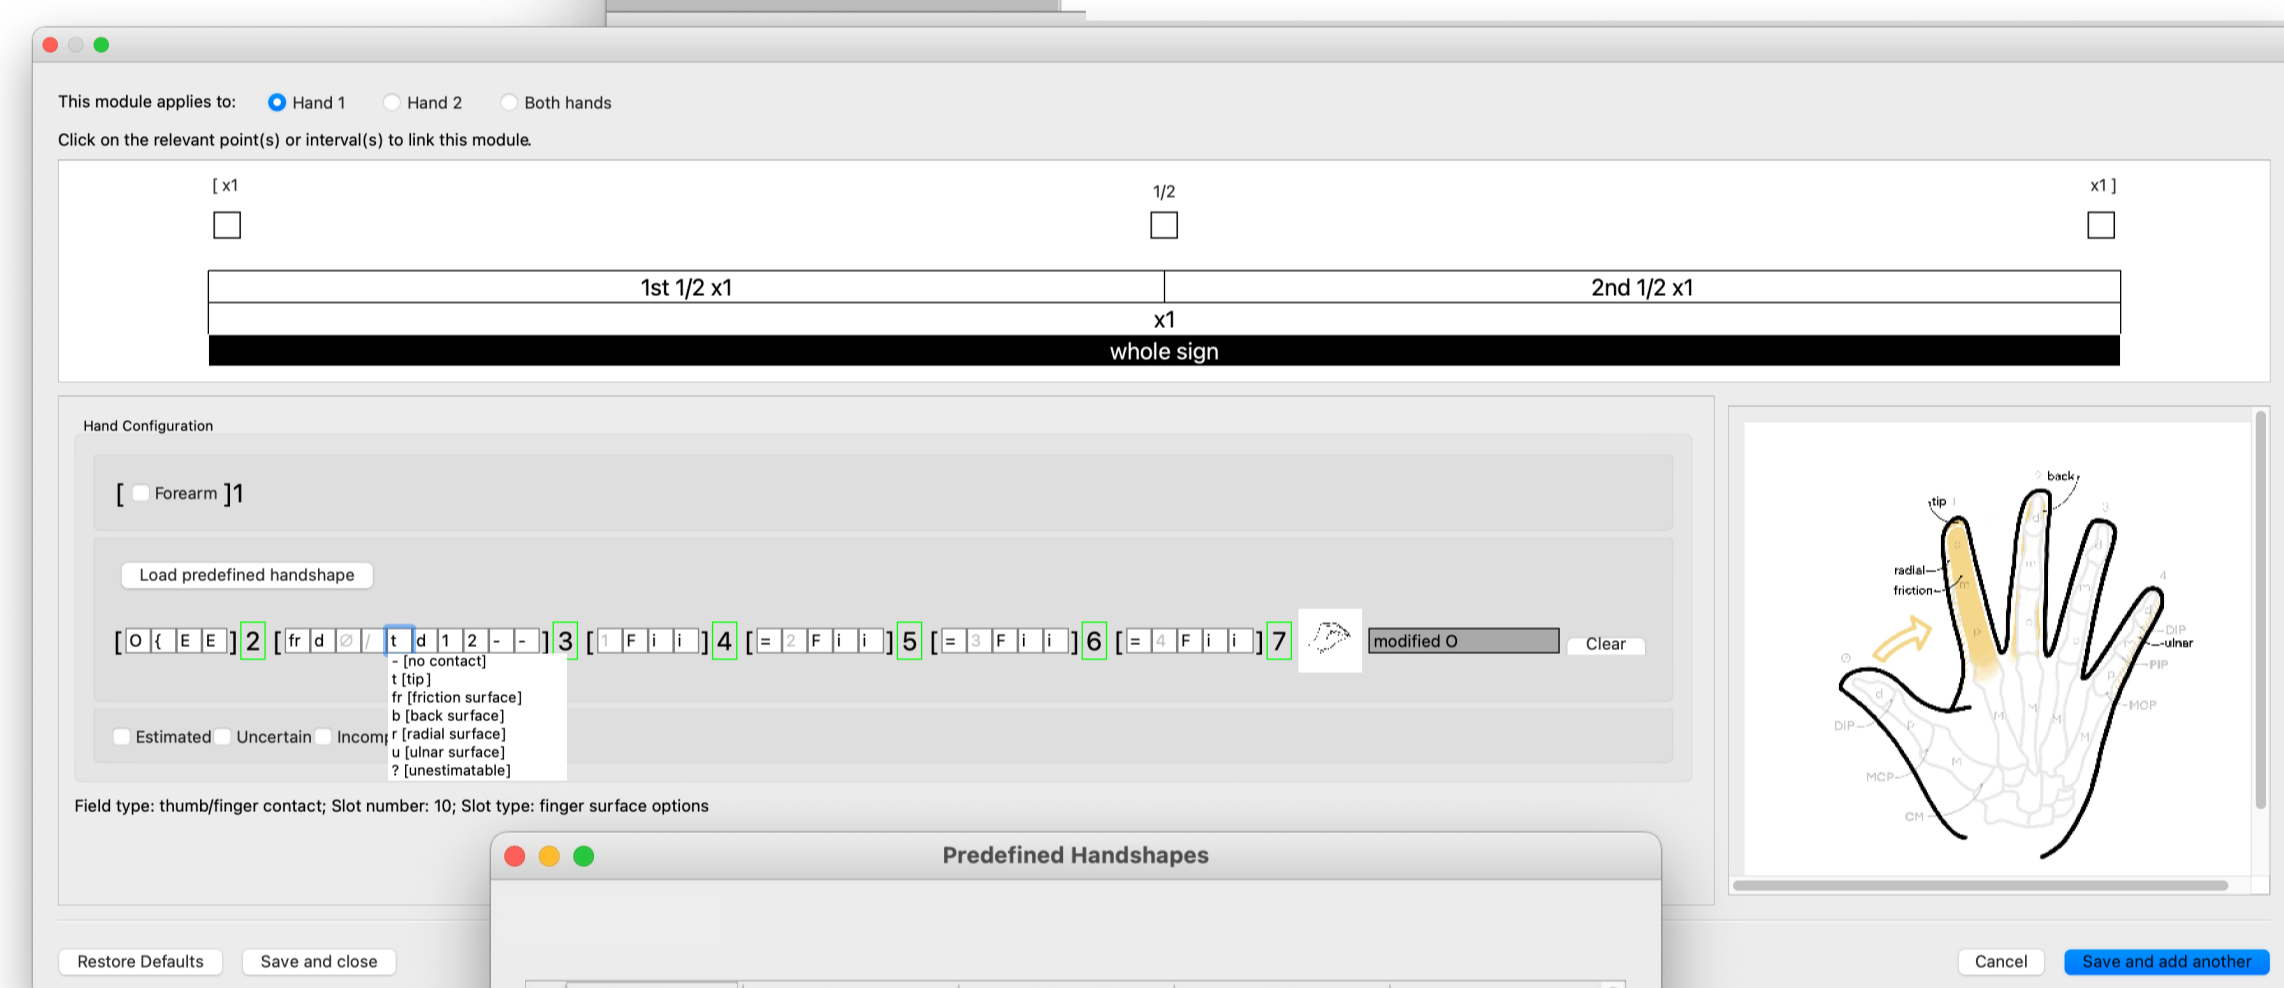 This module applies to: Hand 1 Hand 2 Both hands
Click on the relevant point(s) or interval(s) to link this module.
[ x1 1/2 x1 ]
1st 1/2 x1 2nd 1/2 x1
x1
whole sign
Hand Configuration
[ Forearm ]1
Load predefined handshape
[ O { E E ] 2 [ fr d ∅ / t d 1 2 - - ] 3 [ 1 F i i ] 4 [ = 2 F i i ] 5 [ = 3 F i i ] 6 [ = 4 F i i ] 7 modified O Clear
- [no contact]
t [tip]
fr [friction surface]
b [back surface]
r [radial surface]
u [ulnar surface]
? [unestimatable]
Estimated Uncertain Incomp
Field type: thumb/finger contact; Slot number: 10; Slot type: finger surface options
back
tip
radial
friction
4
DIP
ulnar
PIP
MCP
∅
d
p
DIP
M
M
M
M
M
MCP
CM
Predefined Handshapes
Restore Defaults Save and close Cancel Save and add another